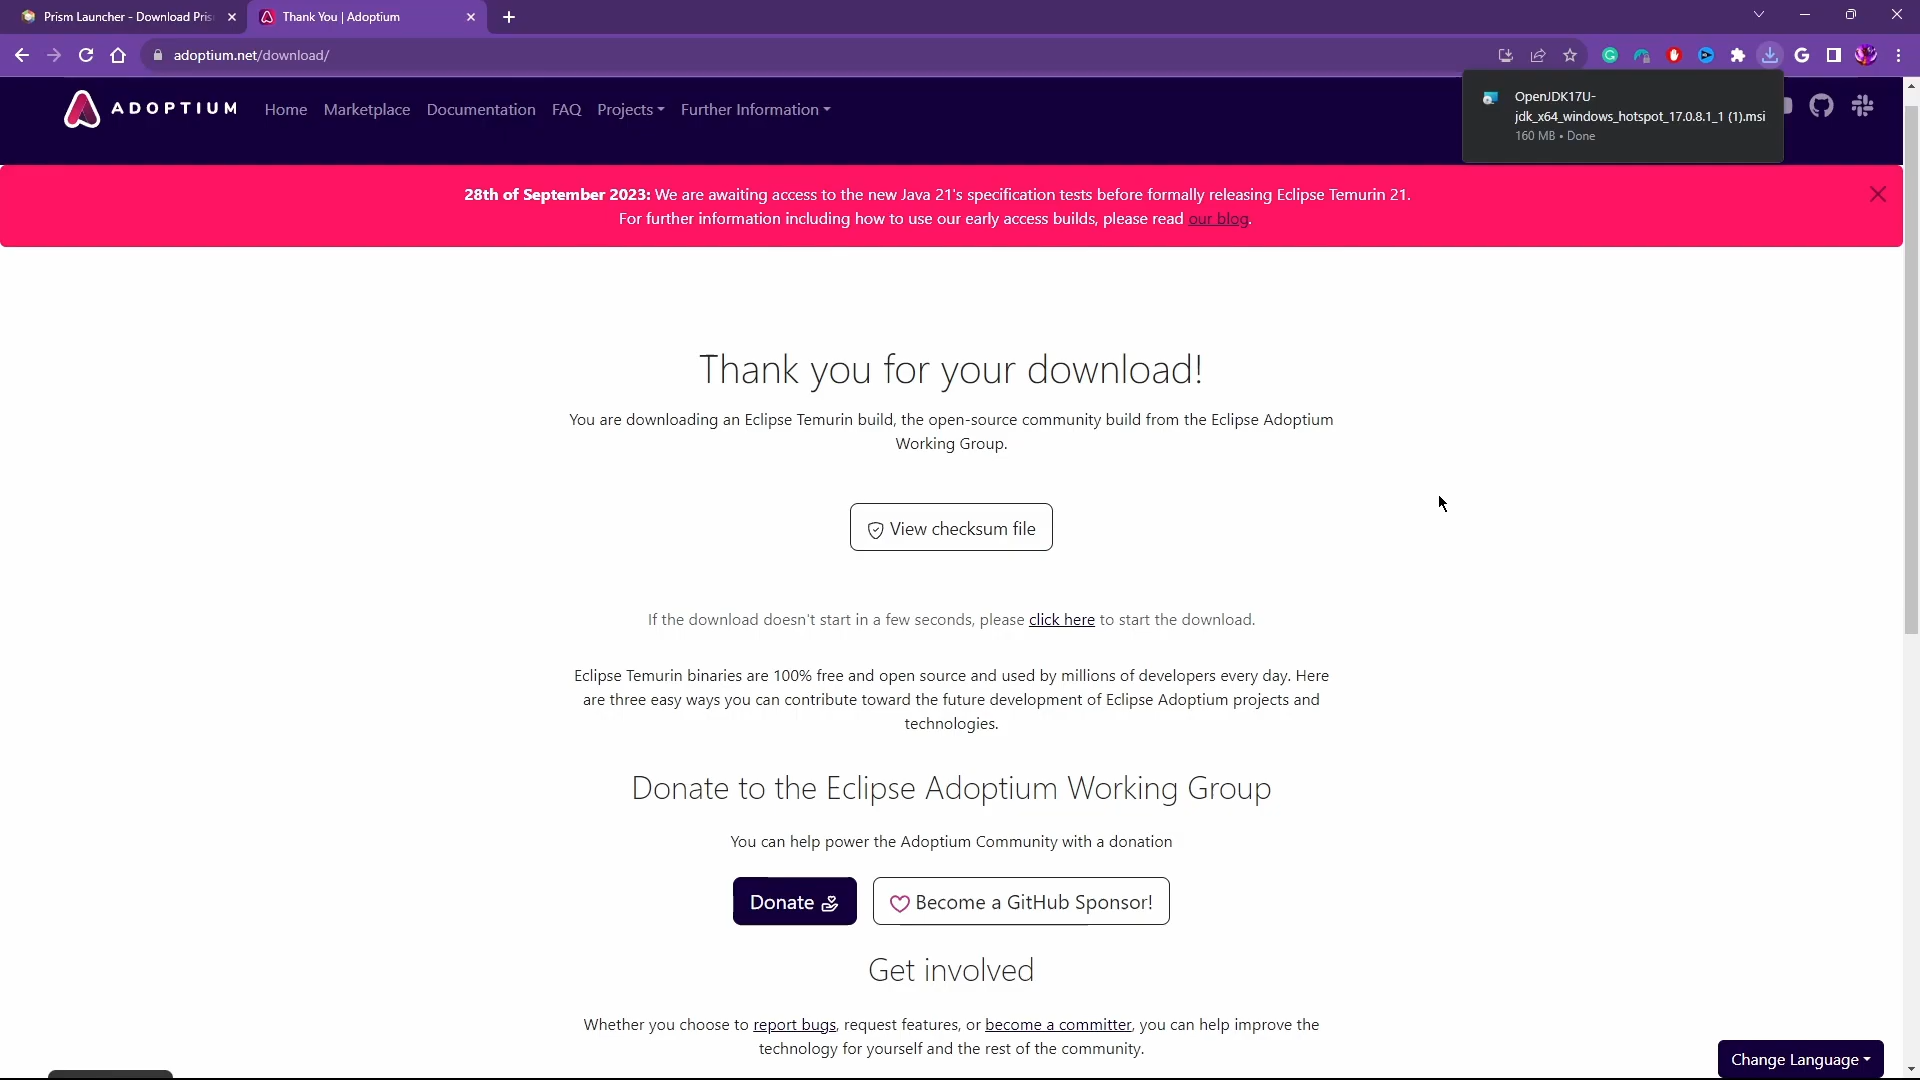 Prism Launcher - Download Pris
Thank You | Adoptium
adoptium.net/download/
OpenJDK17U-
jdk_x64_windows_hotspot_17.0.8.1_1 (1).msi
160 MB • Done
ADOPTIUM
Home
Marketplace
Documentation
FAQ
Projects
Further Information
28th of September 2023: We are awaiting access to the new Java 21's specification tests before formally releasing Eclipse Temurin 21.
For further information including how to use our early access builds, please read our blog.
Thank you for your download!
You are downloading an Eclipse Temurin build, the open-source community build from the Eclipse Adoptium
Working Group.
View checksum file
If the download doesn't start in a few seconds, please click here to start the download.
Eclipse Temurin binaries are 100% free and open source and used by millions of developers every day. Here
are three easy ways you can contribute toward the future development of Eclipse Adoptium projects and
technologies.
Donate to the Eclipse Adoptium Working Group
You can help power the Adoptium Community with a donation
Donate
Become a GitHub Sponsor!
Get involved
Whether you choose to report bugs, request features, or become a committer, you can help improve the
technology for yourself and the rest of the community.
Change Language